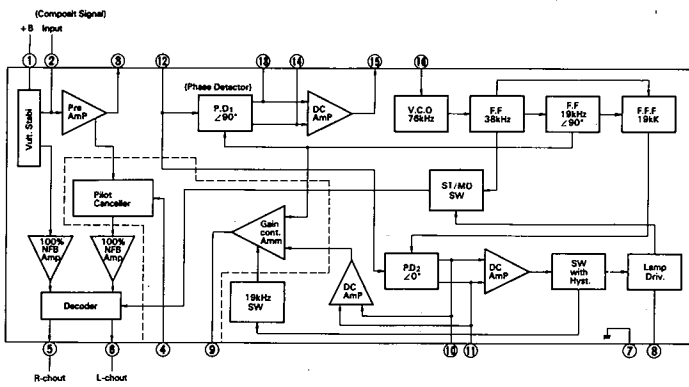 (Composit Signal)
+B Input
1 2 3 12 13 14 15 16
(Phase Detector)
Volt. Stabi
Pre
AmP
P.D1
∠90°
DC
AmP
V.C.O
76kHz
F.F
38kHz
F.F
19kHz
∠90°
F.F.F
19kK
Pilot
Canceller
ST/MO
SW
Gain
cont.
Amm
100%
NFB
Amp
100%
NFB
Amp
P.D2
∠0°
DC
AmP
SW
with
Hyst.
Lamp
Driv.
DC
AmP
19kHz
SW
Decoder
5 6 4 9 10 11 7 8
R-chout L-chout